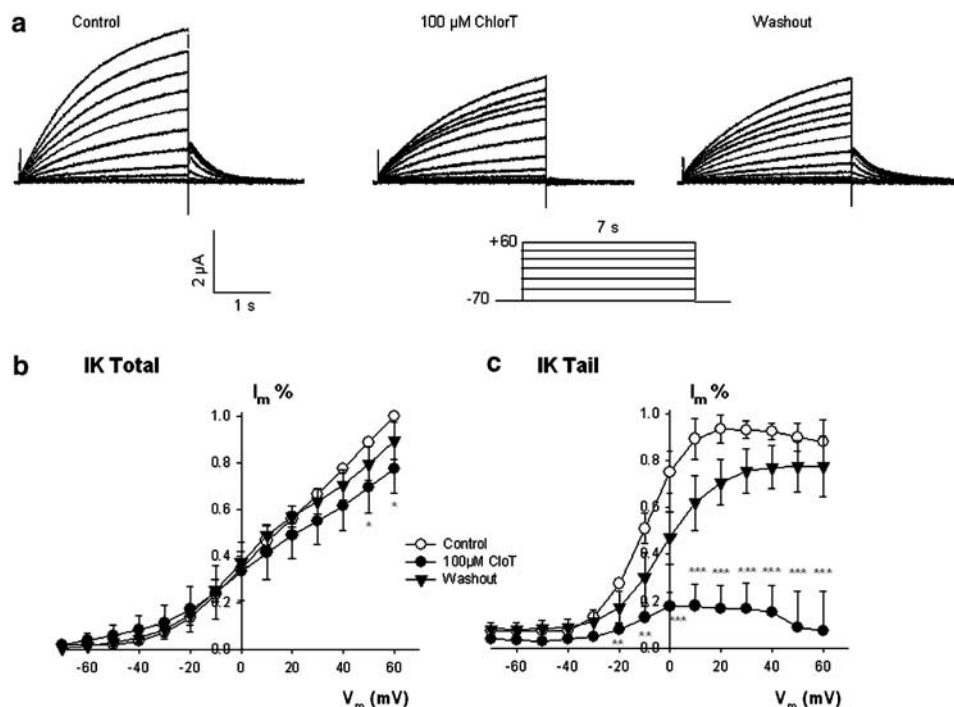 a
Control
100 µM ChlorT
Washout
2 µA
1 s
7 s
+60
-70
b IK Total
I_m %
1.0
0.8
0.6
0.4
0.2
0.0
-60 -40 -20 0 20 40 60
V_m (mV)
*
*
Control
100µM CloT
Washout
c IK Tail
I_m %
1.0
0.8
0.6
0.4
0.2
0.0
*** *** *** *** *** ***
***
** **
-60 -40 -20 0 20 40 60
V_m (mV)